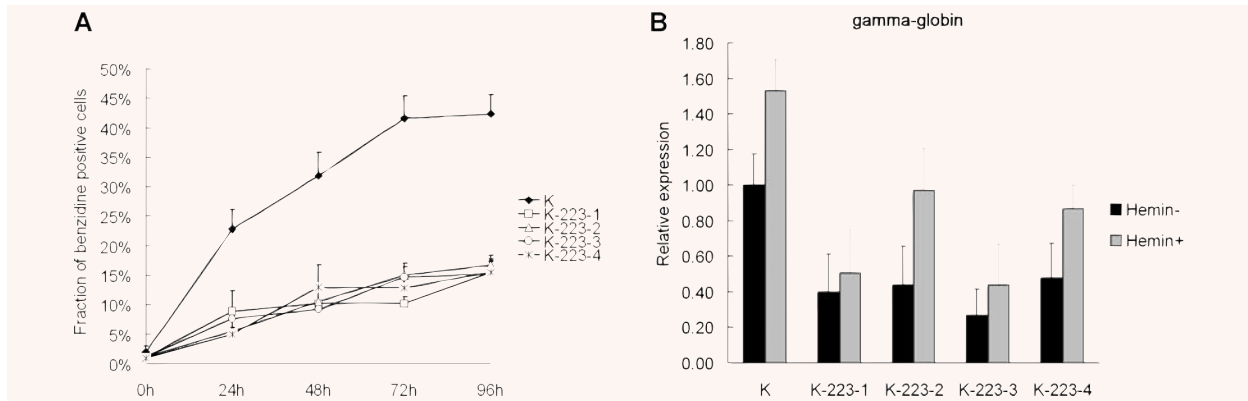 A
Fraction of benzidine positive cells
50%
45%
40%
35%
30%
25%
20%
15%
10%
5%
0%
0h 24h 48h 72h 96h
K
K-223-1
K-223-2
K-223-3
K-223-4
B
gamma-globin
Relative expression
1.80
1.60
1.40
1.20
1.00
0.80
0.60
0.40
0.20
0.00
K K-223-1 K-223-2 K-223-3 K-223-4
Hemin-
Hemin+